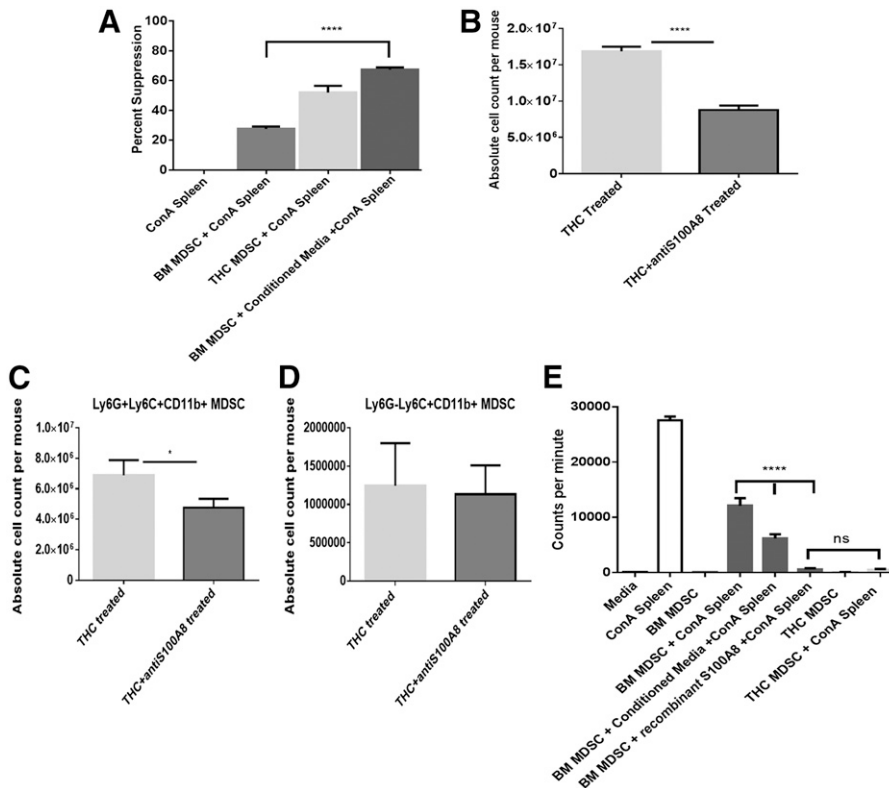 A
Percent Suppression
100
80
60
40
20
0
****
ConA Spleen
BM MDSC + ConA Spleen
THC MDSC + ConA Spleen
BM MDSC + Conditioned Media +ConA Spleen
B
Absolute cell count per mouse
2.0×10⁷
1.5×10⁷
1.0×10⁷
5.0×10⁶
****
THC Treated
THC+antiS100A8 Treated
C
Ly6G+Ly6C+CD11b+ MDSC
Absolute cell count per mouse
1.0×10⁷
8.0×10⁶
6.0×10⁶
4.0×10⁶
2.0×10⁶
0
*
THC treated
THC+antiS100A8 treated
D
Ly6G-Ly6C+CD11b+ MDSC
Absolute cell count per mouse
2000000
1500000
1000000
500000
0
THC treated
THC+antiS100A8 treated
E
Counts per minute
30000
20000
10000
0
****
ns
Media
ConA Spleen
BM MDSC
BM MDSC + ConA Spleen
BM MDSC + Conditioned Media +ConA Spleen
BM MDSC + recombinant S100A8 +ConA Spleen
THC MDSC
THC MDSC + ConA Spleen